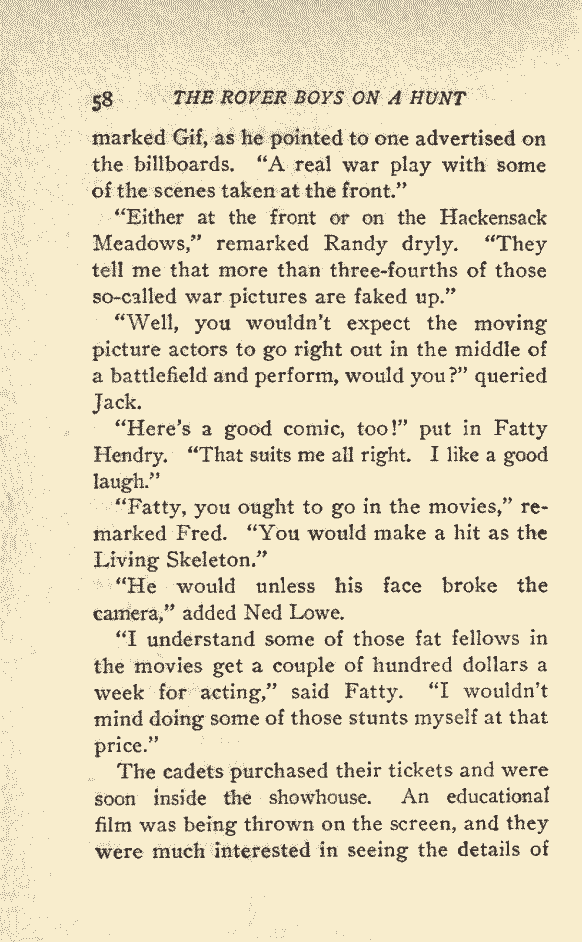 58 THE ROVER BOYS ON A HUNT
marked Gif, as he pointed to one advertised on
the billboards. “A real war play with some
of the scenes taken at the front.”
“Either at the front or on the Hackensack
Meadows,” remarked Randy dryly. “They
tell me that more than three-fourths of those
so-called war pictures are faked up.”
“Well, you wouldn’t expect the moving
picture actors to go right out in the middle of
a battlefield and perform, would you?” queried
Jack.
“Here’s a good comic, too!” put in Fatty
Hendry. “That suits me all right. I like a good
laugh.”
“Fatty, you ought to go in the movies,” re-
marked Fred. “You would make a hit as the
Living Skeleton.”
“He would unless his face broke the
camera,” added Ned Lowe.
“I understand some of those fat fellows in
the movies get a couple of hundred dollars a
week for acting,” said Fatty. “I wouldn’t
mind doing some of those stunts myself at that
price.”
The cadets purchased their tickets and were
soon inside the showhouse. An educational
film was being thrown on the screen, and they
were much interested in seeing the details of